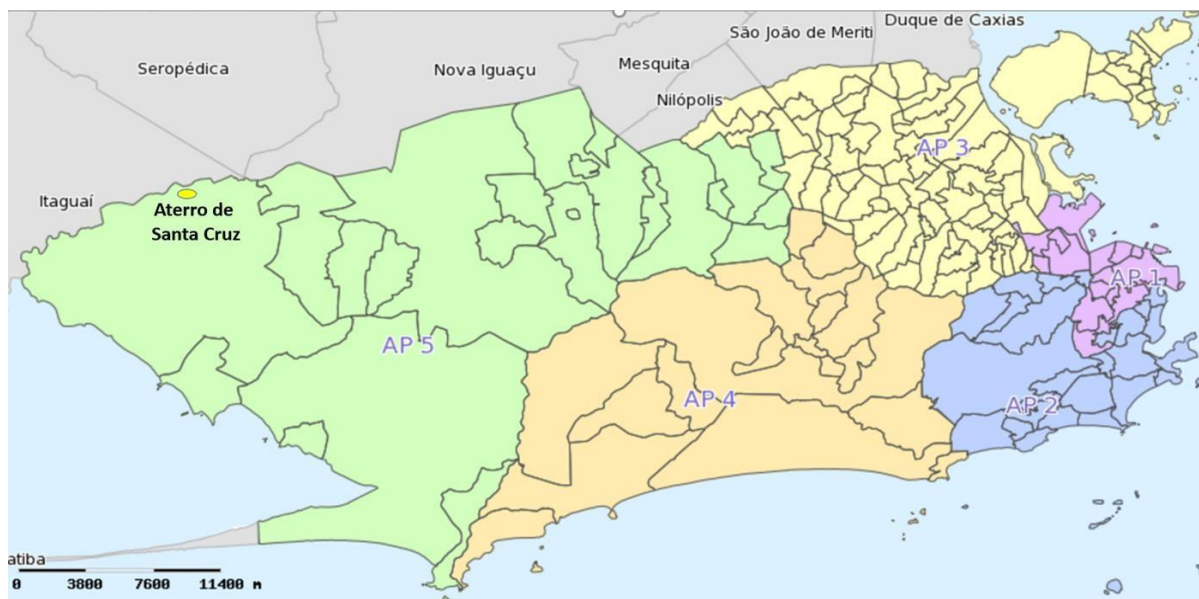 Duque de Caxias
São João de Meriti
Mesquita
Seropédica
Nova Iguaçu
Nilópolis
AP 3
Itaguaí
Aterro de
Santa Cruz
AP 1
AP 5
AP 4
AP 2
atiba
0 3800 7600 11400 m